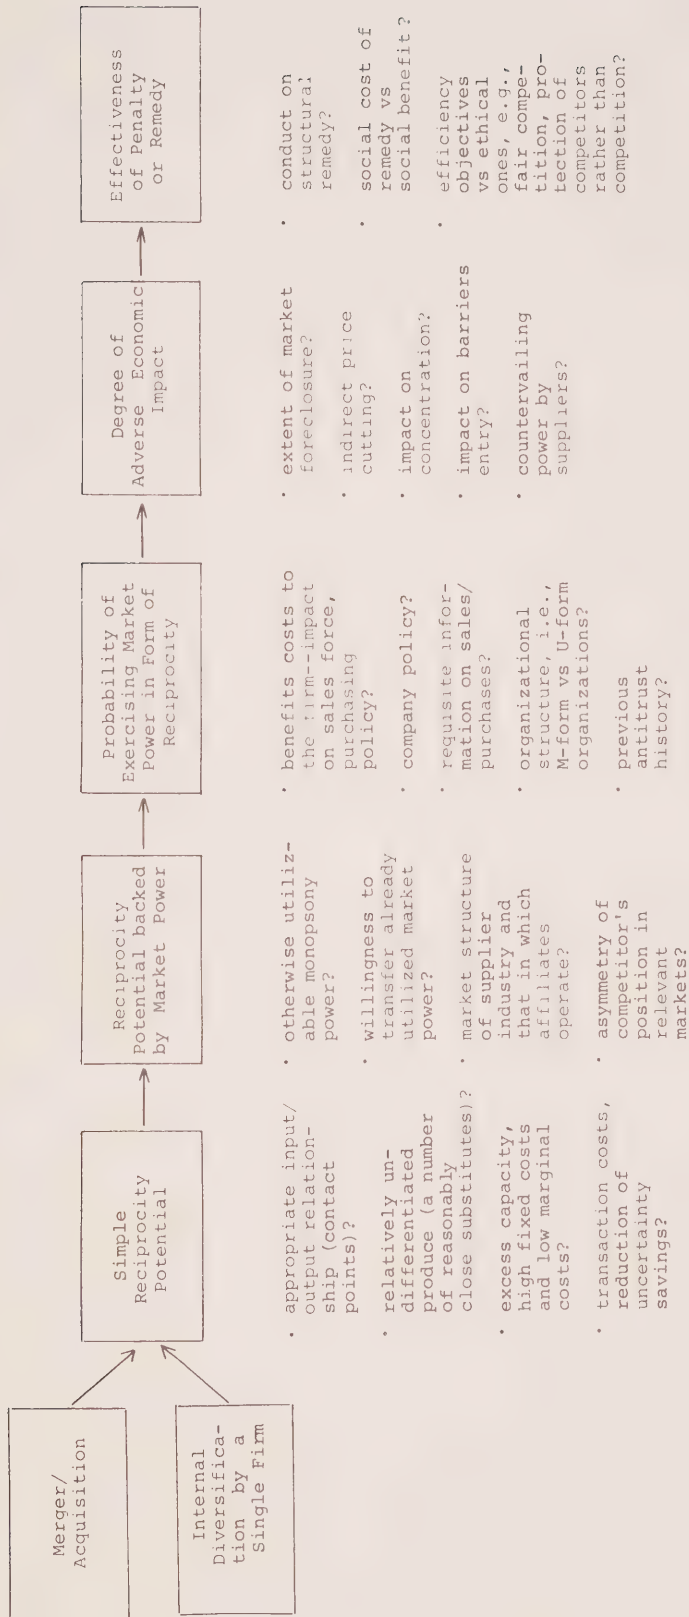 Merger/
Acquisition
Internal
Diversifica-
tion by a
Single Firm
Simple
Reciprocity
Potential
• appropriate input/
output relation-
ship (contact
points)?
• relatively un-
differentiated
produce (a number
of reasonably
close substitutes)?
• excess capacity,
high fixed costs
and low marginal
costs?
• transaction costs,
reduction of
uncertainty
savings?
Reciprocity
Potential backed
by Market Power
• otherwise utiliz-
able monopsony
power?
• willingness to
transfer already
utilized market
power?
• market structure
of supplier
industry and
that in which
affiliates
operate?
• asymmetry of
competitor's
position in
relevant
markets?
Probability of
Exercising Market
Power in Form of
Reciprocity
• benefits costs to
the firm--impact
on sales force,
purchasing
policy?
• company policy?
• requisite infor-
mation on sales/
purchases?
• organizational
structure, i.e.,
M-form vs U-form
organizations?
• previous
antitrust
history?
Degree of
Adverse Economic
Impact
• extent of market
foreclosure?
• indirect price
cutting?
• impact on
concentration?
• impact on barriers
entry?
• countervailing
power by
suppliers?
Effectiveness
of Penalty
or Remedy
• conduct on
structural
remedy?
• social cost of
remedy vs
social benefit?
• efficiency
objectives
vs ethical
ones, e.g.,
fair compe-
tition, pro-
tection of
competitors
rather than
competition?